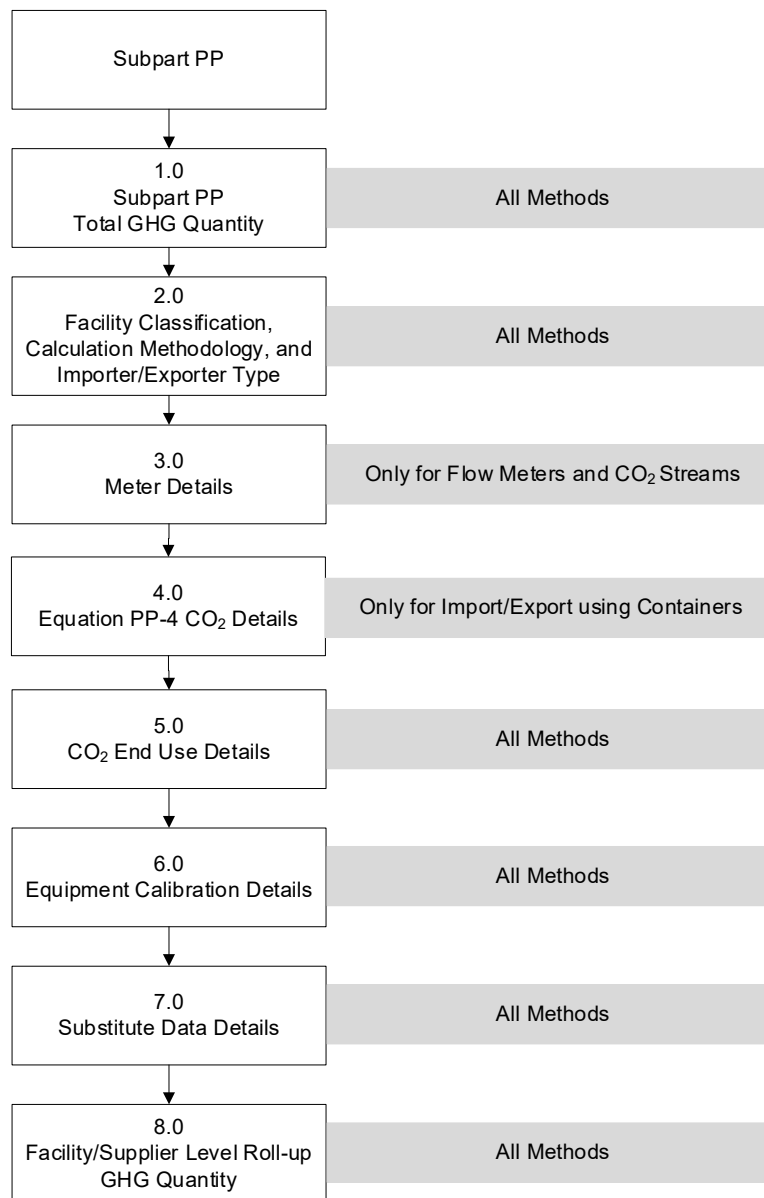 Subpart PP
1.0
Subpart PP
Total GHG Quantity
All Methods
2.0
Facility Classification,
Calculation Methodology, and
Importer/Exporter Type
All Methods
3.0
Meter Details
Only for Flow Meters and CO₂ Streams
4.0
Equation PP-4 CO₂ Details
Only for Import/Export using Containers
5.0
CO₂ End Use Details
All Methods
6.0
Equipment Calibration Details
All Methods
7.0
Substitute Data Details
All Methods
8.0
Facility/Supplier Level Roll-up
GHG Quantity
All Methods